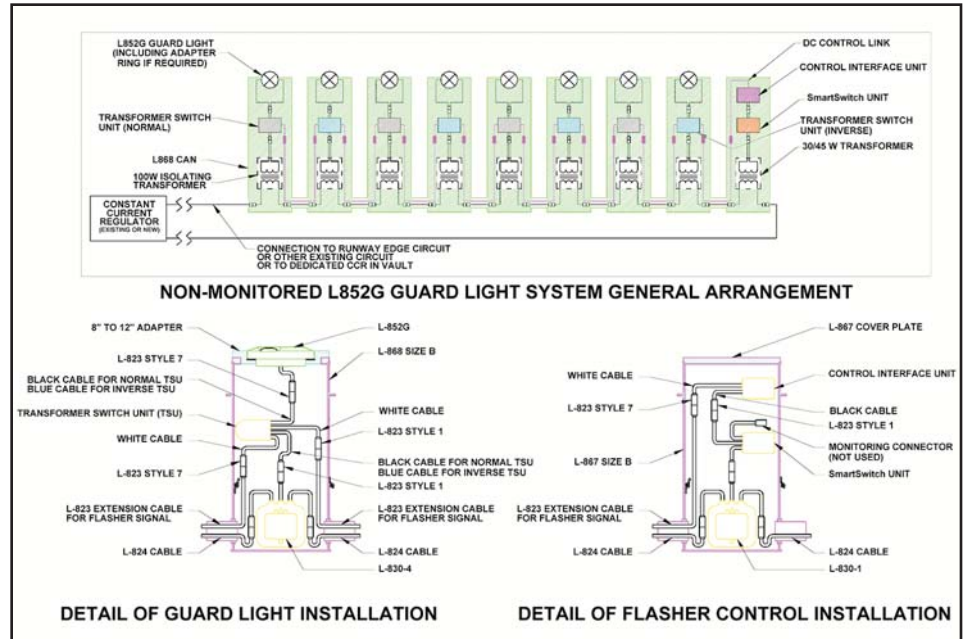 L852G GUARD LIGHT
(INCLUDING ADAPTER
RING IF REQUIRED)
TRANSFORMER SWITCH
UNIT (NORMAL)
L868 CAN
100W ISOLATING
TRANSFORMER
CONSTANT
CURRENT
REGULATOR
(EXISTING OR NEW)
DC CONTROL LINK
CONTROL INTERFACE UNIT
SmartSwitch UNIT
TRANSFORMER SWITCH
UNIT (INVERSE)
30/45 W TRANSFORMER
CONNECTION TO RUNWAY EDGE CIRCUIT
OR OTHER EXISTING CIRCUIT
OR TO DEDICATED CCR IN VAULT
NON-MONITORED L852G GUARD LIGHT SYSTEM GENERAL ARRANGEMENT
8" TO 12" ADAPTER
L-823 STYLE 7
BLACK CABLE FOR NORMAL TSU
BLUE CABLE FOR INVERSE TSU
TRANSFORMER SWITCH UNIT (TSU)
WHITE CABLE
L-823 STYLE 7
L-823 EXTENSION CABLE
FOR FLASHER SIGNAL
L-824 CABLE
L-852G
L-868 SIZE B
WHITE CABLE
L-823 STYLE 1
BLACK CABLE FOR NORMAL TSU
BLUE CABLE FOR INVERSE TSU
L-823 STYLE 1
L-823 EXTENSION CABLE
FOR FLASHER SIGNAL
L-824 CABLE
L-830-4
DETAIL OF GUARD LIGHT INSTALLATION
WHITE CABLE
L-823 STYLE 7
L-867 SIZE B
L-823 EXTENSION CABLE
FOR FLASHER SIGNAL
L-824 CABLE
L-867 COVER PLATE
CONTROL INTERFACE UNIT
BLACK CABLE
L-823 STYLE 1
MONITORING CONNECTOR
(NOT USED)
SmartSwitch UNIT
L-824 CABLE
L-830-1
DETAIL OF FLASHER CONTROL INSTALLATION